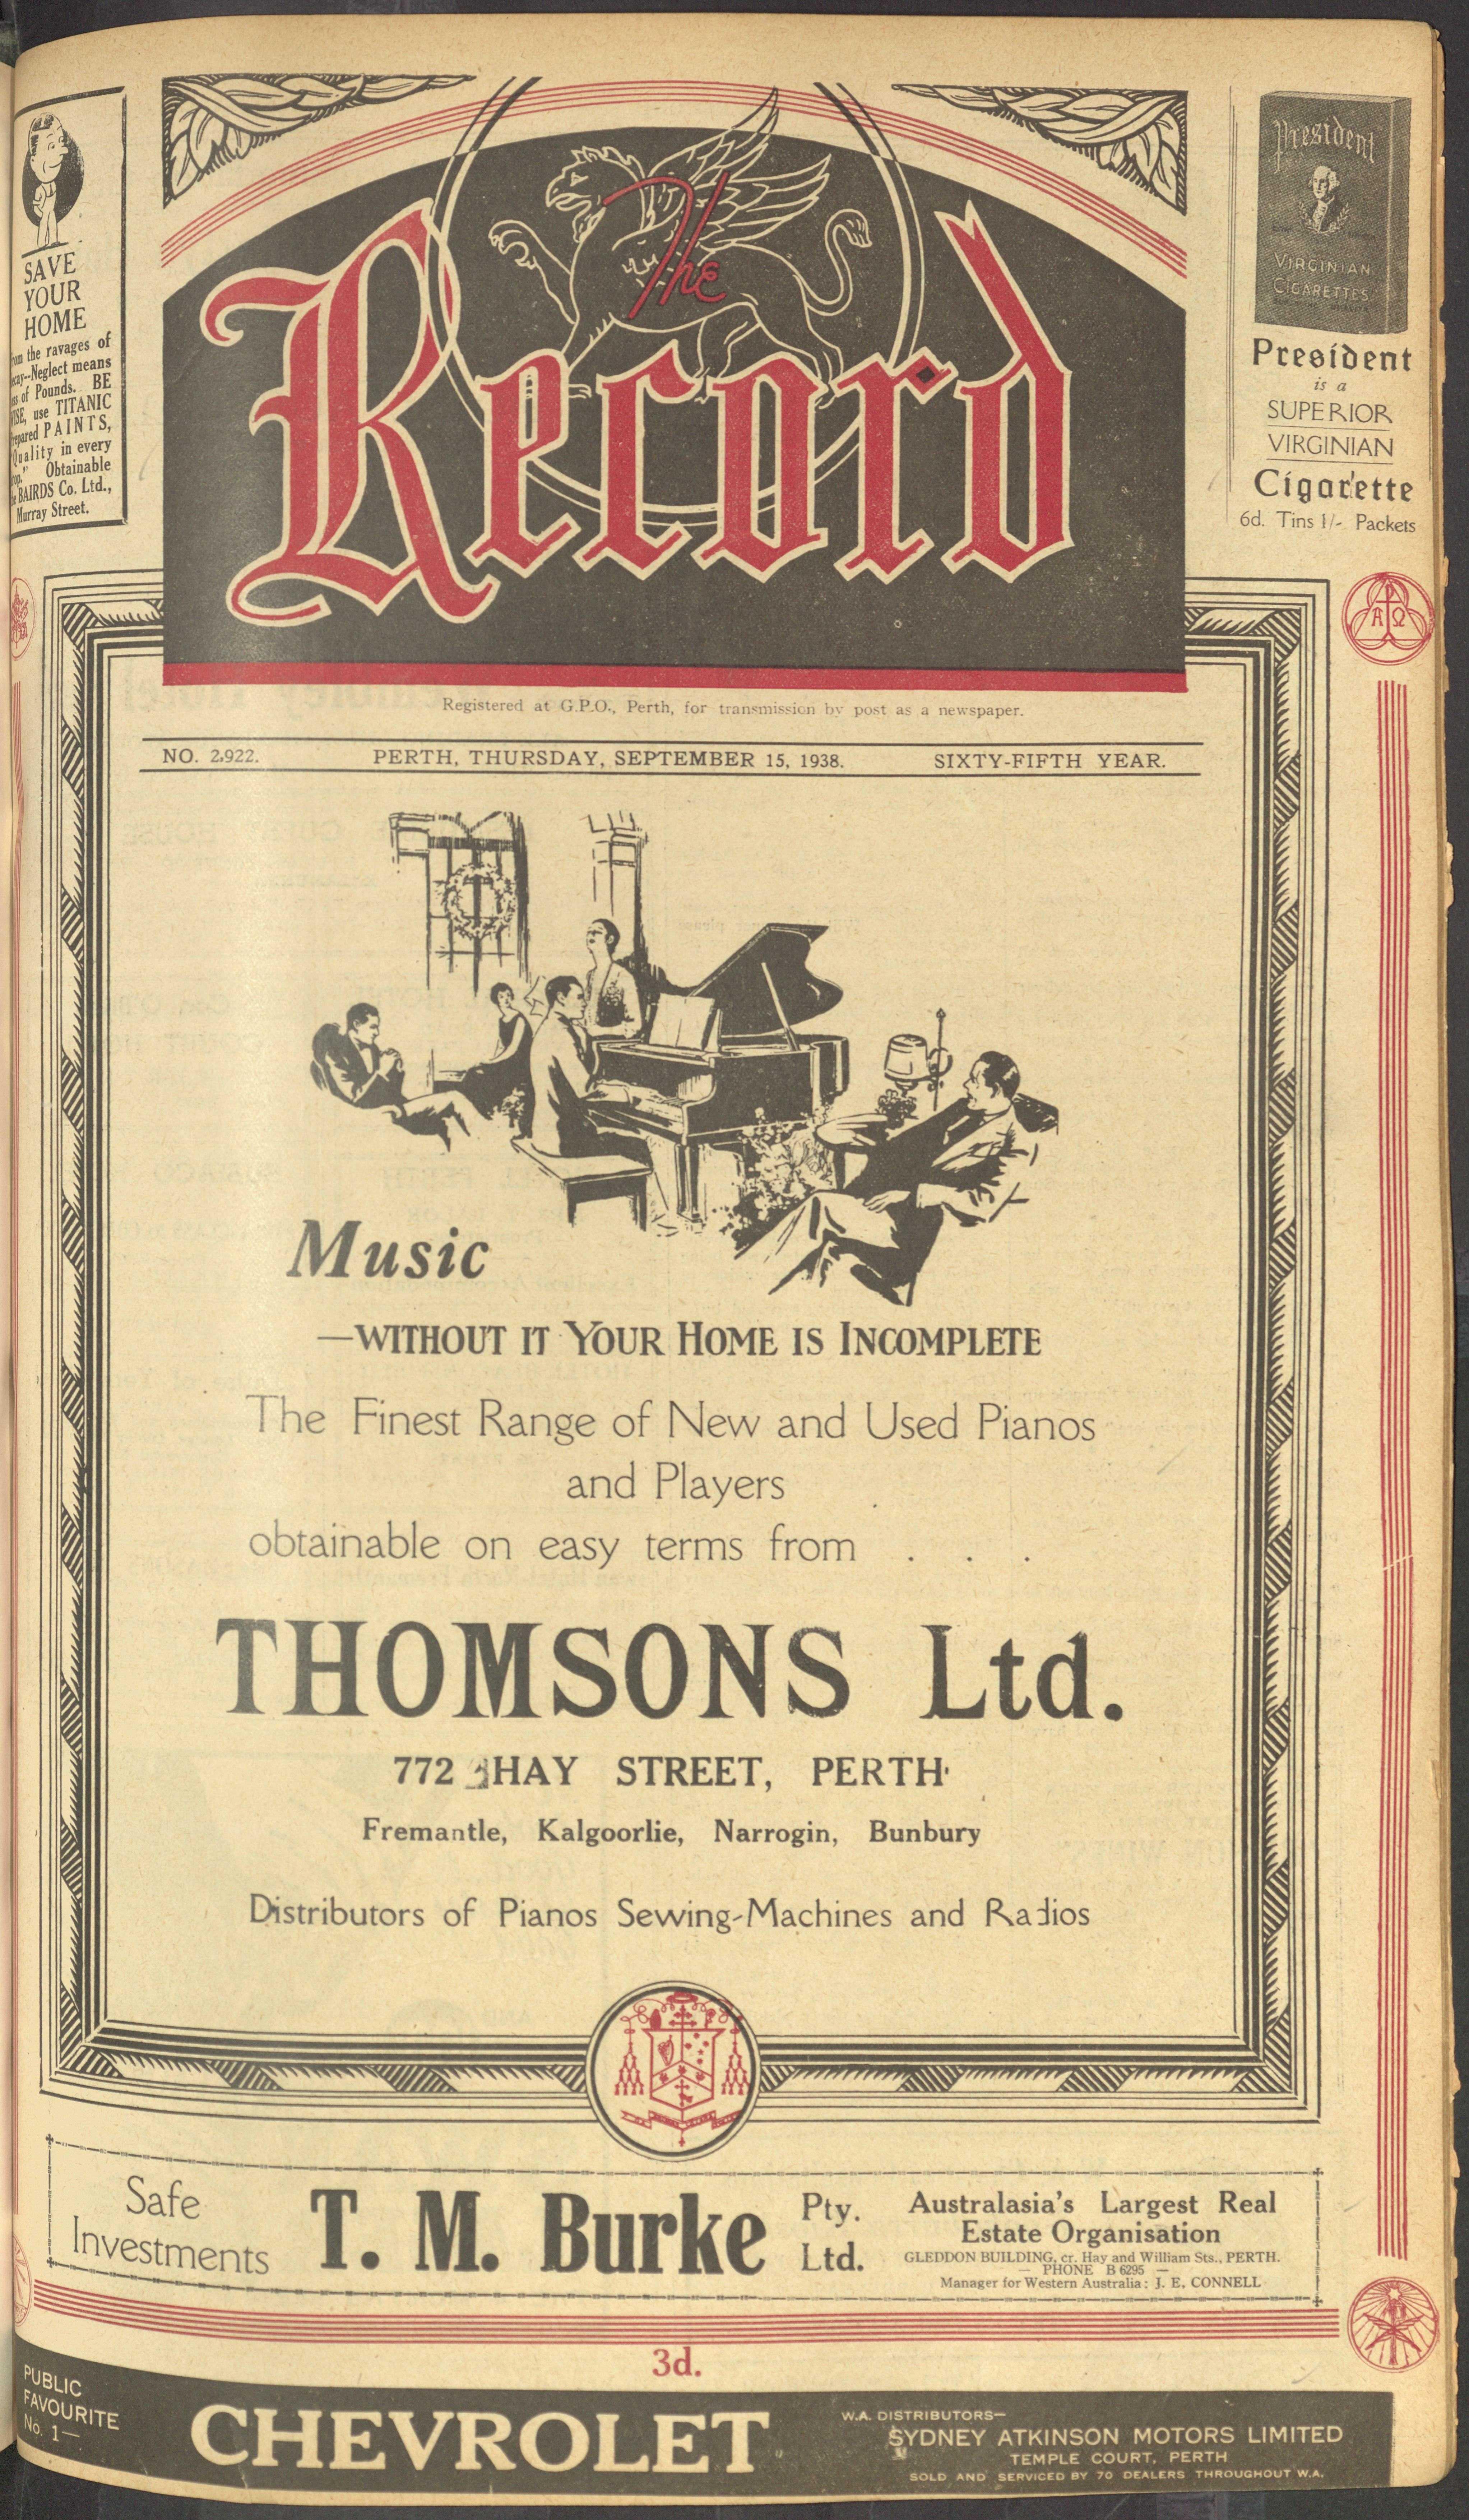 SAVE
YOUR
HOME
the ravages of
Neglect means
of Pounds. BE
use TITANIC
PAINTS,
Quality in every
Obtainable
BAIRDS Co. Ltd.,
Murray Street.
The
Record
President
VIRGINIAN
CIGARETTES
President
is a
SUPERIOR
VIRGINIAN
Cigarette
6d. Tins 1/- Packets
A Ω
Registered at G.P.O., Perth, for transmission by post as a newspaper.
NO. 2,922. PERTH, THURSDAY, SEPTEMBER 15, 1938. SIXTY-FIFTH YEAR.
Music
—WITHOUT IT YOUR HOME IS INCOMPLETE
The Finest Range of New and Used Pianos
and Players
obtainable on easy terms from . . .
THOMSONS Ltd.
772 HAY STREET, PERTH
Fremantle, Kalgoorlie, Narrogin, Bunbury
Distributors of Pianos Sewing-Machines and Radios
Safe
Investments
T. M. Burke
Pty.
Ltd.
Australasia's Largest Real
Estate Organisation
GLEDDON BUILDING, cr. Hay and William Sts., PERTH.
— PHONE B 6295 —
Manager for Western Australia: J. E. CONNELL
3d.
PUBLIC
FAVOURITE
No. 1—
CHEVROLET
W.A. DISTRIBUTORS—
SYDNEY ATKINSON MOTORS LIMITED
TEMPLE COURT, PERTH
SOLD AND SERVICED BY 70 DEALERS THROUGHOUT W.A.